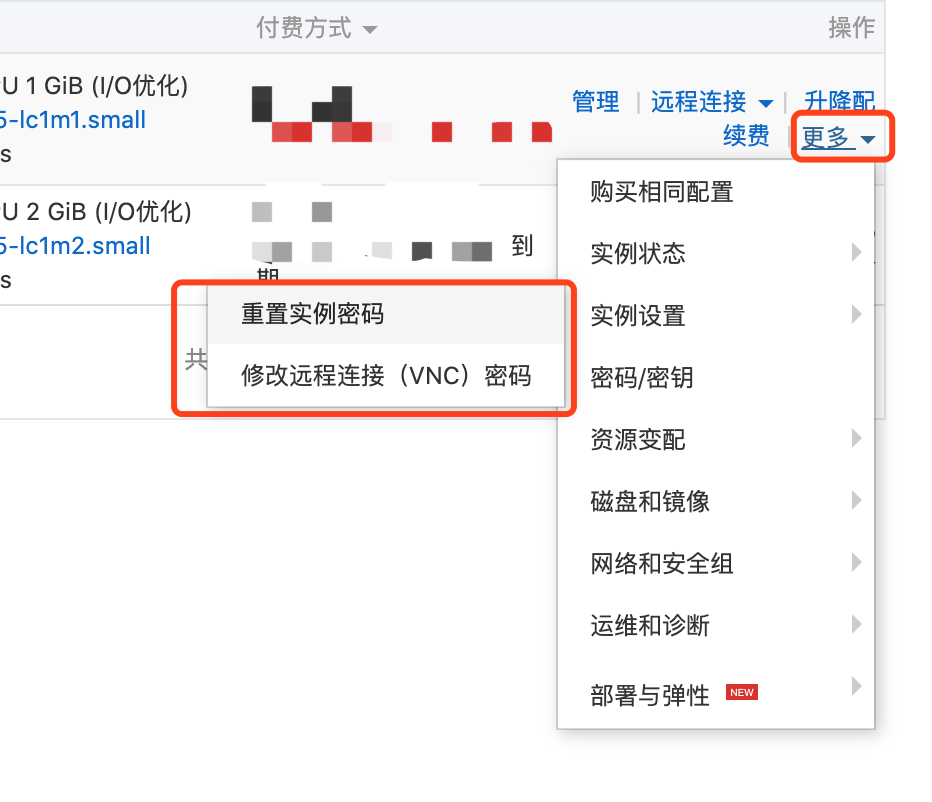 付费方式 操作
U 1 GiB (I/O优化)
5-lc1m1.small
s
管理 | 远程连接 | 升降配
续费 | 更多
U 2 GiB (I/O优化)
5-lc1m2.small
s
到
期
共
重置实例密码
修改远程连接（VNC）密码
购买相同配置
实例状态
实例设置
密码/密钥
资源变配
磁盘和镜像
网络和安全组
运维和诊断
部署与弹性 NEW